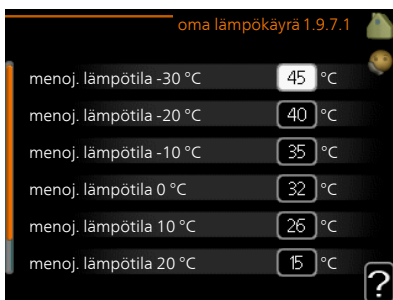 oma lämpökäyrä 1.9.7.1
menoj. lämpötila -30 °C 45 °C
menoj. lämpötila -20 °C 40 °C
menoj. lämpötila -10 °C 35 °C
menoj. lämpötila 0 °C 32 °C
menoj. lämpötila 10 °C 26 °C
menoj. lämpötila 20 °C 15 °C
?